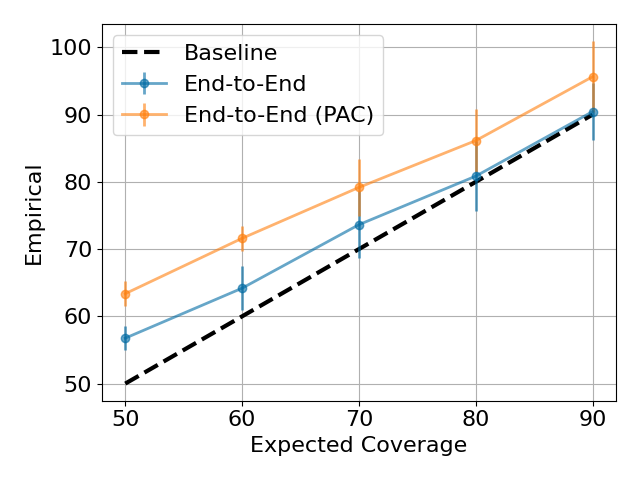 Baseline
End-to-End
End-to-End (PAC)
Empirical
100
90
80
70
60
50
50 60 70 80 90
Expected Coverage